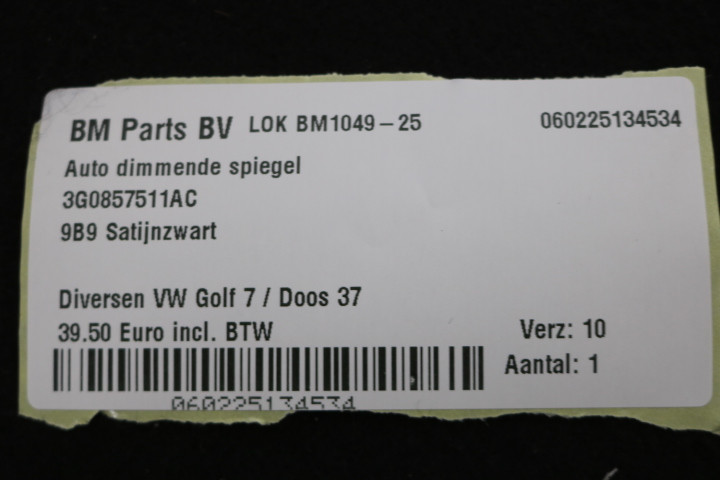 BM Parts BV LOK BM1049-25 060225134534
Auto dimmende spiegel
3G0857511AC
9B9 Satijnzwart
Diversen VW Golf 7 / Doos 37
39.50 Euro incl. BTW Verz: 10
Aantal: 1
060225134534